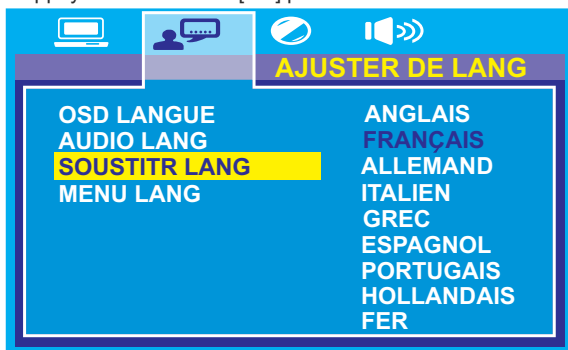 AJUSTER DE LANG
OSD LANGUE
AUDIO LANG
SOUSTITR LANG
MENU LANG
ANGLAIS
FRANÇAIS
ALLEMAND
ITALIEN
GREC
ESPAGNOL
PORTUGAIS
HOLLANDAIS
FER